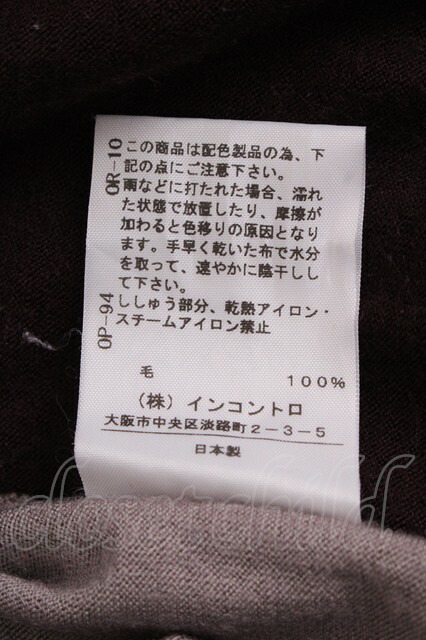 OR-10
この商品は配色製品の為、下
記の点にご注意下さい。
雨などに打たれた場合、濡れ
た状態で放置したり、摩擦が
加わると色移りの原因となり
ます。手早く乾いた布で水分
を取って、速やかに陰干しし
て下さい。
OP-94
ししゅう部分、乾熱アイロン・
スチームアイロン禁止
毛 100%
(株) インコントロ
大阪市中央区淡路町2-3-5
日本製
closetchild